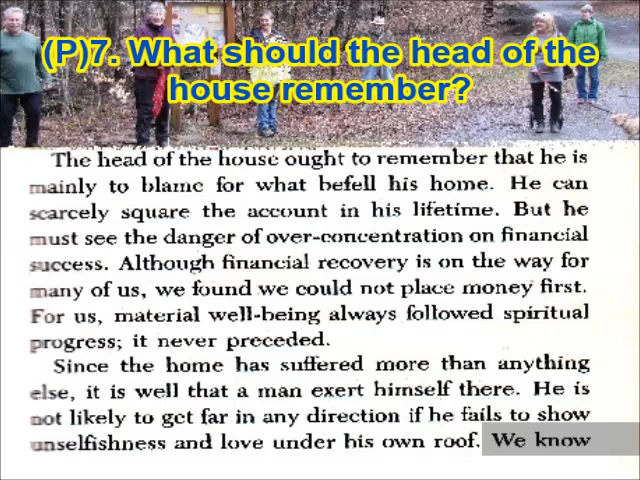 (P)7. What should the head of the
house remember?
The head of the house ought to remember that he is
mainly to blame for what befell his home. He can
scarcely square the account in his lifetime. But he
must see the danger of over-concentration on financial
success. Although financial recovery is on the way for
many of us, we found we could not place money first.
For us, material well-being always followed spiritual
progress; it never preceded.
Since the home has suffered more than anything
else, it is well that a man exert himself there. He is
not likely to get far in any direction if he fails to show
unselfishness and love under his own roof. We know